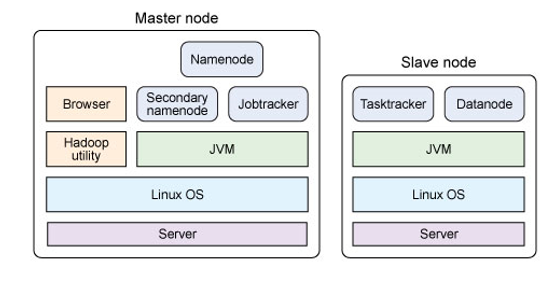 Master node
Namenode
Browser
Secondary
namenode
Jobtracker
Hadoop
utility
JVM
Linux OS
Server
Slave node
Tasktracker
Datanode
JVM
Linux OS
Server